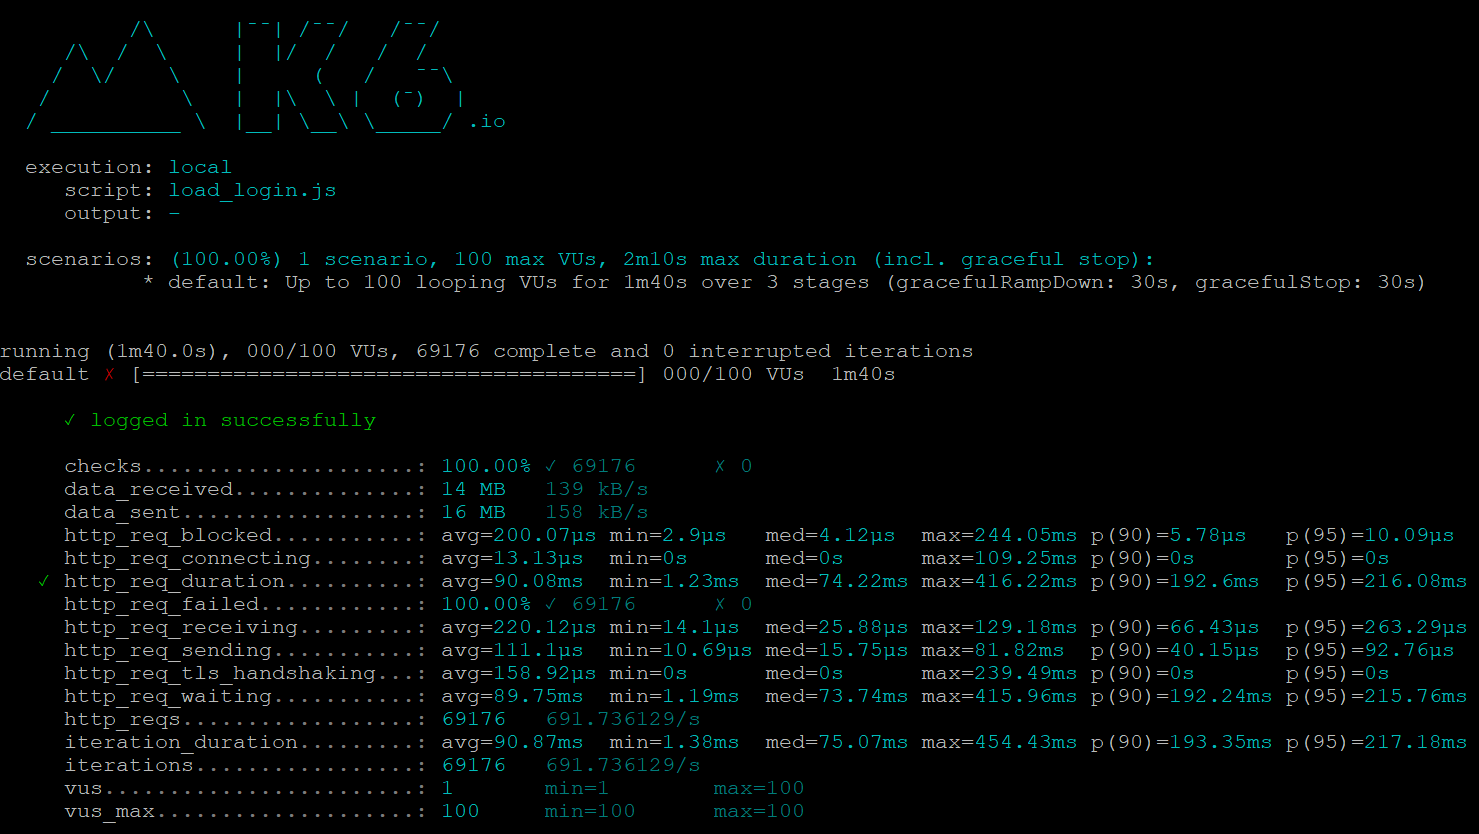 /\      |‾‾| /‾‾/   /‾‾/
     /\  /  \     |  |/  /   /  /
    /  \/    \    |     (   /   ‾‾\
   /          \   |  |\  \ |  (‾)  |
  / __________ \  |__| \__\ \_____/ .io

  execution: local
     script: load_login.js
     output: -

  scenarios: (100.00%) 1 scenario, 100 max VUs, 2m10s max duration (incl. graceful stop):
           * default: Up to 100 looping VUs for 1m40s over 3 stages (gracefulRampDown: 30s, gracefulStop: 30s)

running (1m40.0s), 000/100 VUs, 69176 complete and 0 interrupted iterations
default ✗ [======================================] 000/100 VUs  1m40s

     ✓ logged in successfully

     checks.....................: 100.00% ✓ 69176      ✗ 0
     data_received..............: 14 MB   139 kB/s
     data_sent..................: 16 MB   158 kB/s
     http_req_blocked...........: avg=200.07µs min=2.9µs   med=4.12µs  max=244.05ms p(90)=5.78µs   p(95)=10.09µs
     http_req_connecting........: avg=13.13µs  min=0s      med=0s      max=109.25ms p(90)=0s       p(95)=0s
   ✓ http_req_duration..........: avg=90.08ms  min=1.23ms  med=74.22ms max=416.22ms p(90)=192.6ms  p(95)=216.08ms
     http_req_failed............: 100.00% ✓ 69176      ✗ 0
     http_req_receiving.........: avg=220.12µs min=14.1µs  med=25.88µs max=129.18ms p(90)=66.43µs  p(95)=263.29µs
     http_req_sending...........: avg=111.1µs  min=10.69µs med=15.75µs max=81.82ms  p(90)=40.15µs  p(95)=92.76µs
     http_req_tls_handshaking...: avg=158.92µs min=0s      med=0s      max=239.49ms p(90)=0s       p(95)=0s
     http_req_waiting...........: avg=89.75ms  min=1.19ms  med=73.74ms max=415.96ms p(90)=192.24ms p(95)=215.76ms
     http_reqs..................: 69176   691.736129/s
     iteration_duration.........: avg=90.87ms  min=1.38ms  med=75.07ms max=454.43ms p(90)=193.35ms p(95)=217.18ms
     iterations.................: 69176   691.736129/s
     vus........................: 1       min=1        max=100
     vus_max....................: 100     min=100      max=100